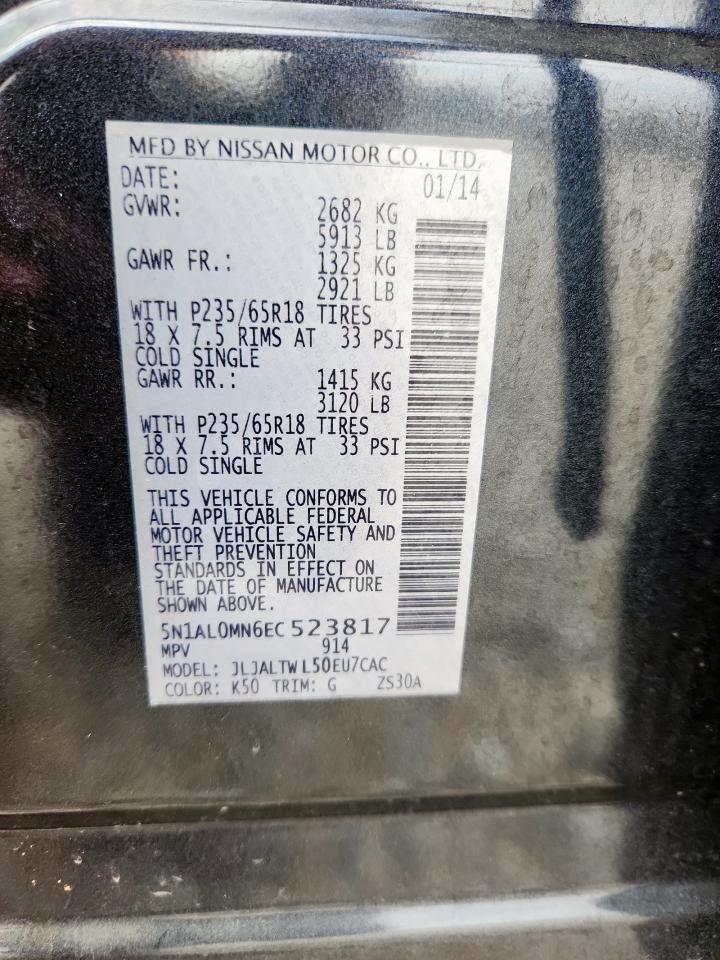 MFD BY NISSAN MOTOR CO., LTD.
DATE: 01/14
GVWR: 2682 KG
5913 LB
GAWR FR.: 1325 KG
2921 LB
WITH P235/65R18 TIRES
18 X 7.5 RIMS AT 33 PSI
COLD SINGLE
GAWR RR.: 1415 KG
3120 LB
WITH P235/65R18 TIRES
18 X 7.5 RIMS AT 33 PSI
COLD SINGLE
THIS VEHICLE CONFORMS TO
ALL APPLICABLE FEDERAL
MOTOR VEHICLE SAFETY AND
THEFT PREVENTION
STANDARDS IN EFFECT ON
THE DATE OF MANUFACTURE
SHOWN ABOVE.
5N1AL0MN6EC523817
MPV 914
MODEL: JLJALTWL50EU7CAC
COLOR: K50 TRIM: G ZS30A